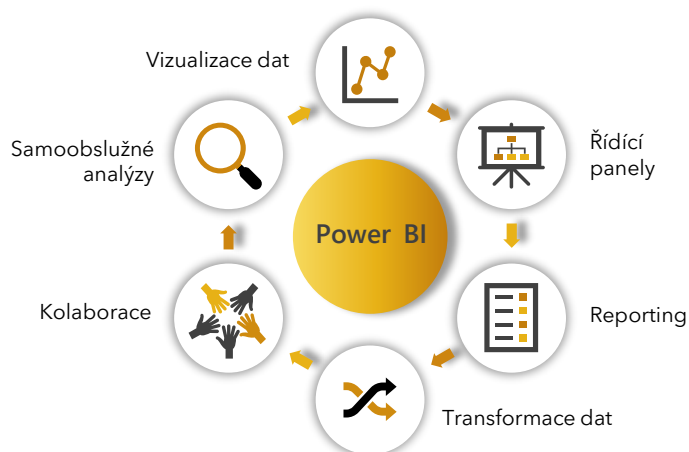 Vizualizace dat
Samoobslužné
analýzy
Řídící
panely
Power BI
Kolaborace
Reporting
Transformace dat